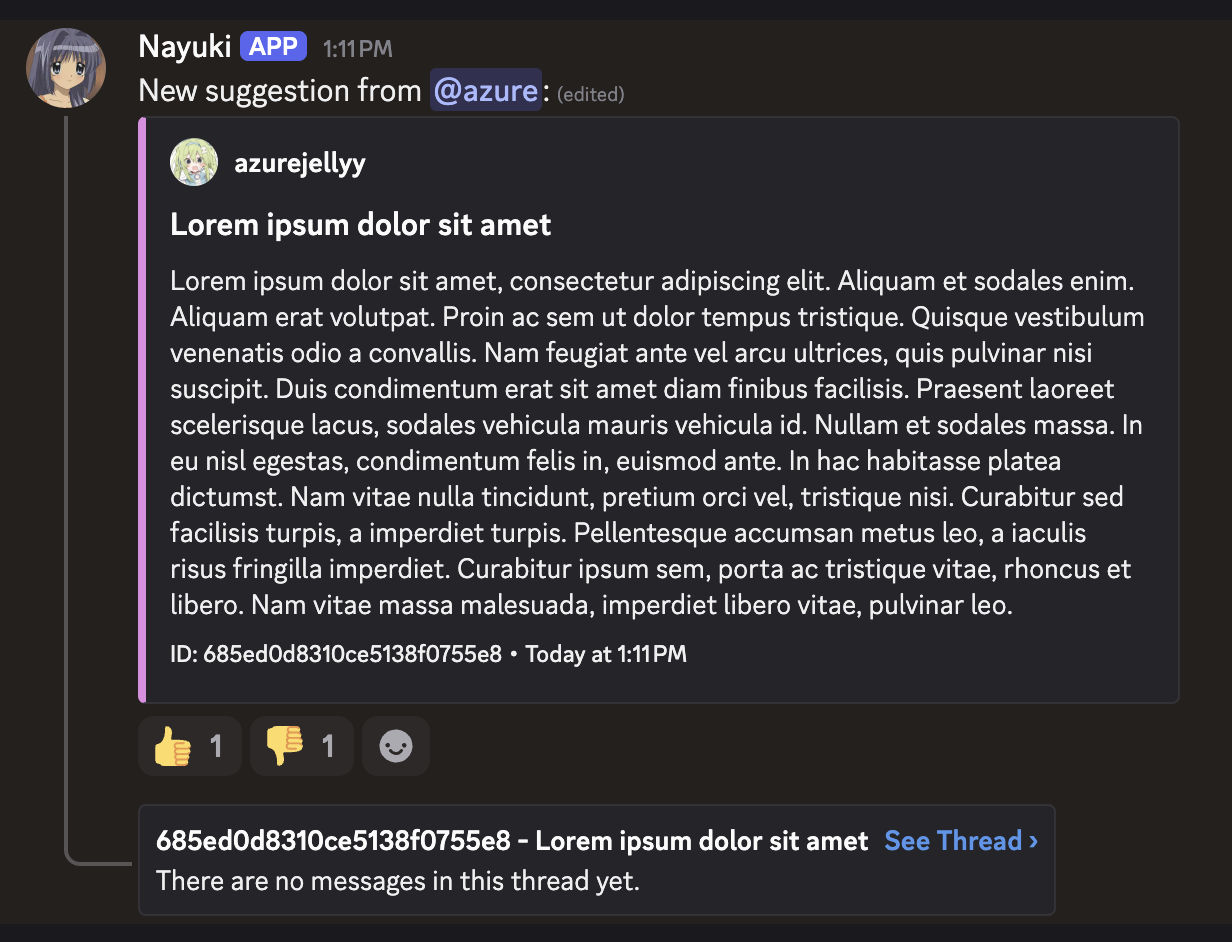 Nayuki APP 1:11 PM
New suggestion from @azure: (edited)
azurejellyy
Lorem ipsum dolor sit amet
Lorem ipsum dolor sit amet, consectetur adipiscing elit. Aliquam et sodales enim.
Aliquam erat volutpat. Proin ac sem ut dolor tempus tristique. Quisque vestibulum
venenatis odio a convallis. Nam feugiat ante vel arcu ultrices, quis pulvinar nisi
suscipit. Duis condimentum erat sit amet diam finibus facilisis. Praesent laoreet
scelerisque lacus, sodales vehicula mauris vehicula id. Nullam et sodales massa. In
eu nisl egestas, condimentum felis in, euismod ante. In hac habitasse platea
dictumst. Nam vitae nulla tincidunt, pretium orci vel, tristique nisi. Curabitur sed
facilisis turpis, a imperdiet turpis. Pellentesque accumsan metus leo, a iaculis
risus fringilla imperdiet. Curabitur ipsum sem, porta ac tristique vitae, rhoncus et
libero. Nam vitae massa malesuada, imperdiet libero vitae, pulvinar leo.
ID: 685ed0d8310ce5138f0755e8 • Today at 1:11 PM
1 1
685ed0d8310ce5138f0755e8 - Lorem ipsum dolor sit amet See Thread ›
There are no messages in this thread yet.